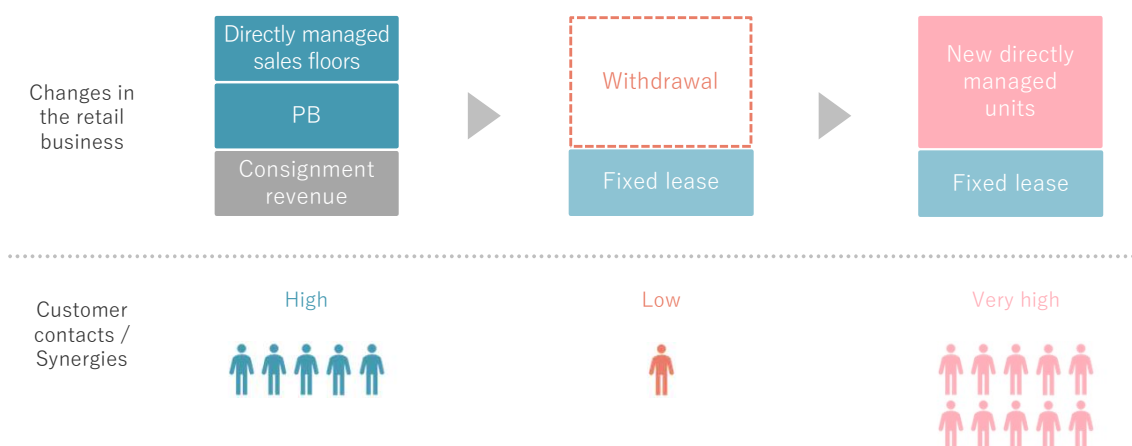 Changes in
the retail
business
Directly managed
sales floors
PB
Consignment
revenue
Withdrawal
Fixed lease
New directly
managed
units
Fixed lease
Customer
contacts /
Synergies
High
Low
Very high